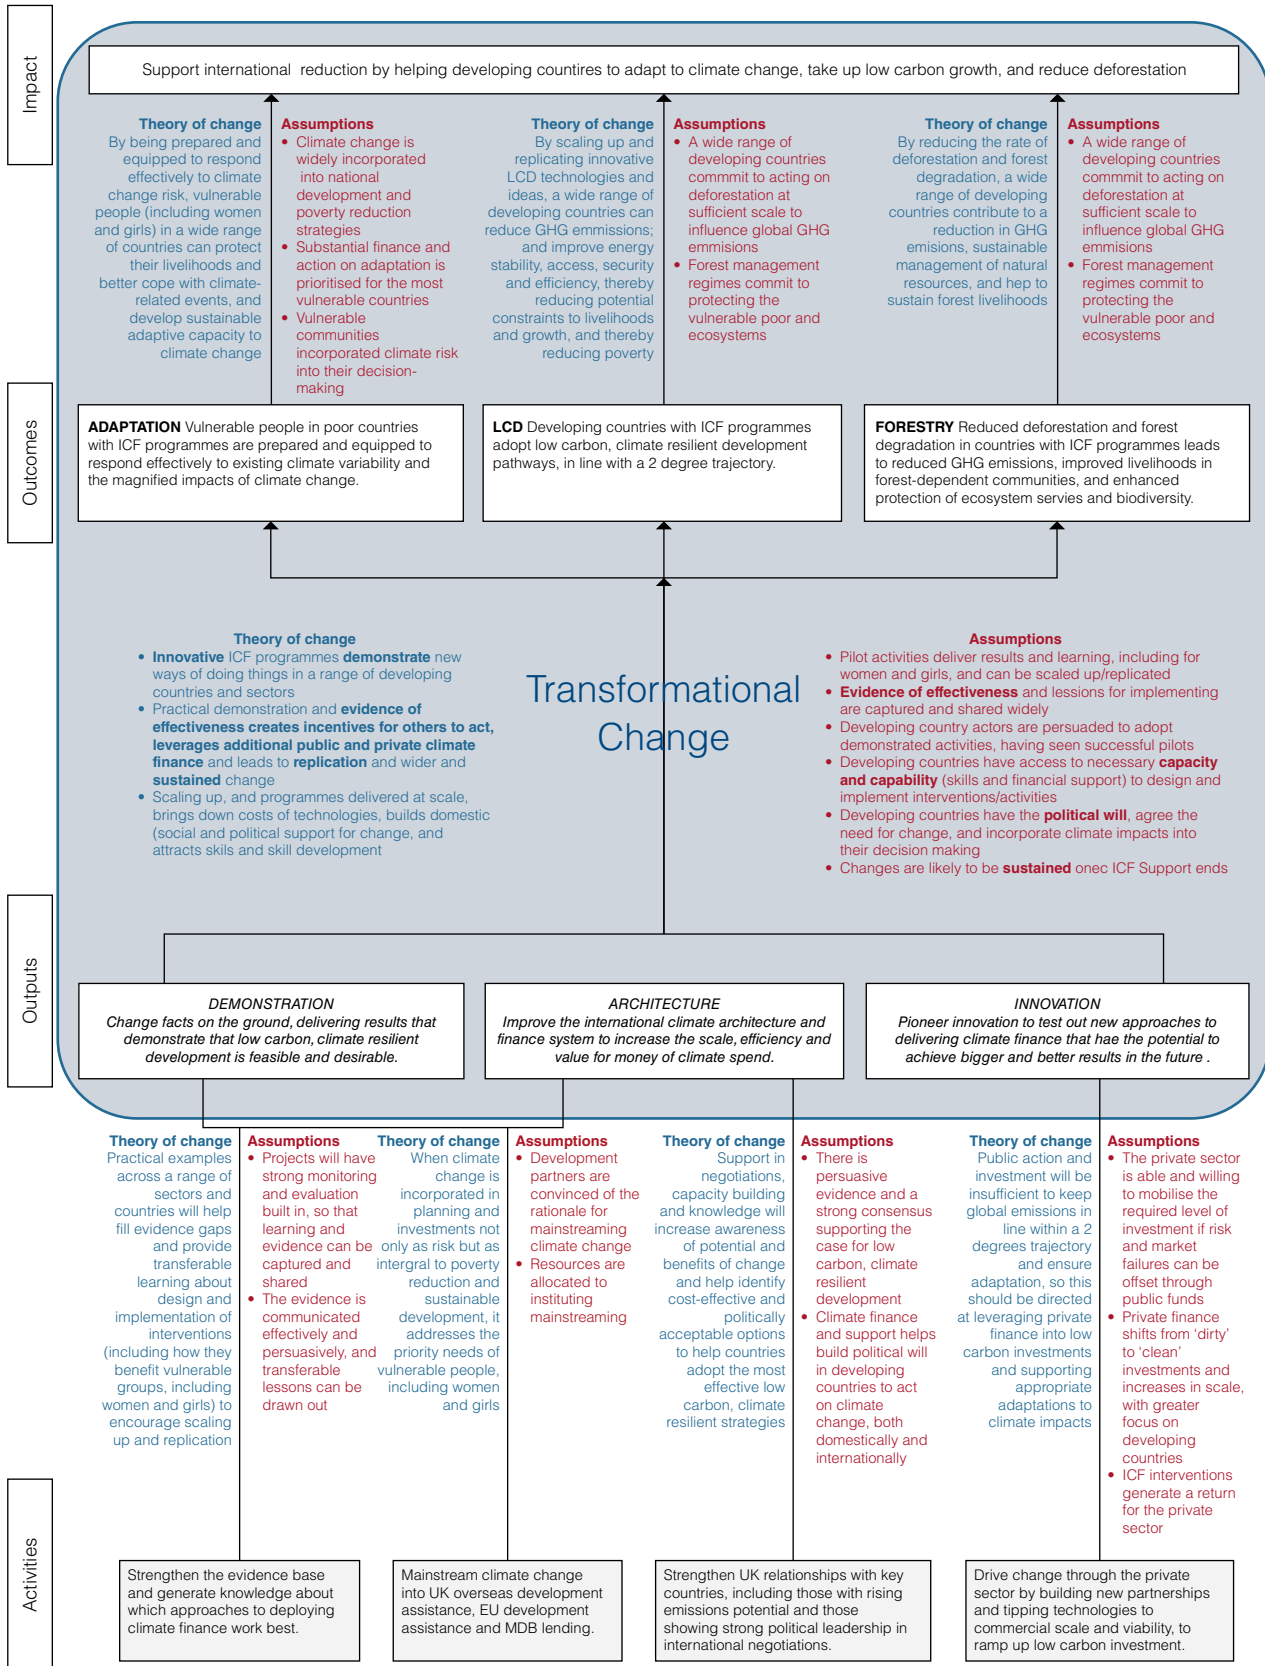 Impact
Support international  reduction by helping developing countires to adapt to climate change, take up low carbon growth, and reduce deforestation
Theory of change
By being prepared and
equipped to respond
effectively to climate
change risk, vulnerable
people (including women
and girls) in a wide range
of countries can protect
their livelihoods and
better cope with climate-
related events, and
develop sustainable
adaptive capacity to
climate change
Assumptions
• Climate change is
widely incorporated
into national
development and
poverty reduction
strategies
• Substantial finance and
action on adaptation is
prioritised for the most
vulnerable countries
• Vulnerable
communities
incorporated climate risk
into their decision-
making
Theory of change
By scaling up and
replicating innovative
LCD technologies and
ideas, a wide range of
developing countries can
reduce GHG emmissions;
and improve energy
stability, access, security
and efficiency, thereby
reducing potential
constraints to livelihoods
and growth, and thereby
reducing poverty
Assumptions
• A wide range of
developing countries
commmit to acting on
deforestation at
sufficient scale to
influence global GHG
emmisions
• Forest management
regimes commit to
protecting the
vulnerable poor and
ecosystems
Theory of change
By reducing the rate of
deforestation and forest
degradation, a wide
range of developing
countries contribute to a
reduction in GHG
emisions, sustainable
management of natural
resources, and hep to
sustain forest livelihoods
Assumptions
• A wide range of
developing countries
commmit to acting on
deforestation at
sufficient scale to
influence global GHG
emmisions
• Forest management
regimes commit to
protecting the
vulnerable poor and
ecosystems
Outcomes
ADAPTATION Vulnerable people in poor countries
with ICF programmes are prepared and equipped to
respond effectively to existing climate variability and
the magnified impacts of climate change.
LCD Developing countries with ICF programmes
adopt low carbon, climate resilient development
pathways, in line with a 2 degree trajectory.
FORESTRY Reduced deforestation and forest
degradation in countries with ICF programmes leads
to reduced GHG emissions, improved livelihoods in
forest-dependent communities, and enhanced
protection of ecosystem servies and biodiversity.
Theory of change
• Innovative ICF programmes demonstrate new
ways of doing things in a range of developed
countries and sectors
• Practical demonstration and evidence of
effectiveness creates incentives for others to act,
leverages additional public and private climate
finance and leads to replication and wider and
sustained change
• Scaling up, and programmes delivered at scale,
brings down costs of technologies, builds domestic
(social and political support for change, and
attracts skils and skill development
Transformational
Change
Assumptions
• Pilot activities deliver results and learning, including for
women and girls, and can be scaled up/replicated
• Evidence of effectiveness and lessons for implementing
are captured and shared widely
• Developing country actors are persuaded to adopt
demonstrated activities, having seen successful pilots
• Developing countries have access to necessary capacity
and capability (skills and financial support) to design and
implement interventions/activities
• Developing countries have the political will, agree the
need for change, and incorporate climate impacts into
their decision making
• Changes are likely to be sustained onec ICF Support ends
Outputs
DEMONSTRATION
Change facts on the ground, delivering results that
demonstrate that low carbon, climate resilient
development is feasible and desirable.
ARCHITECTURE
Improve the international climate architecture and
finance system to increase the scale, efficiency and
value for money of climate spend.
INNOVATION
Pioneer innovation to test out new approaches to
delivering climate finance that hae the potential to
achieve bigger and better results in the future .
Theory of change
Practical examples
across a range of
sectors and
countries will help
fill evidence gaps
and provide
transferable
learning about
design and
implementation of
interventions
(including how they
benefit vulnerable
groups, including
women and girls) to
encourage scaling
up and replication
Assumptions
• Projects will have
strong monitoring
and evaluation
built in, so that
learning and
evidence can be
captured and
shared
• The evidence is
communicated
effectively and
persuasively, and
transferable
lessons can be
drawn out
Theory of change
When climate
change is
incorporated in
planning and
investments not
only as risk but as
intergral to poverty
reduction and
sustainable
development, it
addresses the
priority needs of
vulnerable people,
including women
and girls
Assumptions
• Development
partners are
convinced of the
rationale for
mainstreaming
climate change
• Resources are
allocated to
instituting
mainstreaming
Theory of change
Support in
negotiations,
capacity building
and knowledge will
increase awareness
of potential and
benefits of change
and help identify
cost-effective and
politically
acceptable options
to help countries
adopt the most
effective low
carbon, climate
resilient strategies
Assumptions
• There is
persuasive
evidence and a
strong consensus
supporting the
case for low
carbon, climate
resilient
development
• Climate finance
and support helps
build political will
in developing
countries to act
on climate
change, both
domestically and
internationally
Theory of change
Public action and
investment will be
insufficient to keep
global emissions in
line within a 2
degrees trajectory
and ensure
adaptation, so this
should be directed
at leveraging private
finance into low
carbon investments
and supporting
appropriate
adaptations to
climate impacts
Assumptions
• The private sector
is able and willing
to mobilise the
required level of
investment if risk
and market
failures can be
offset through
public funds
• Private finance
shifts from ‘dirty’
to ‘clean’
investments and
increases in scale,
with greater
focus on
developing
countries
• ICF interventions
generate a return
for the private
sector
Activities
Strengthen the evidence base
and generate knowledge about
which approaches to deploying
climate finance work best.
Mainstream climate change
into UK overseas development
assistance, EU development
assistance and MDB lending.
Strengthen UK relationships with key
countries, including those with rising
emissions potential and those
showing strong political leadership in
international negotiations.
Drive change through the private
sector by building new partnerships
and tipping technologies to
commercial scale and viability, to
ramp up low carbon investment.